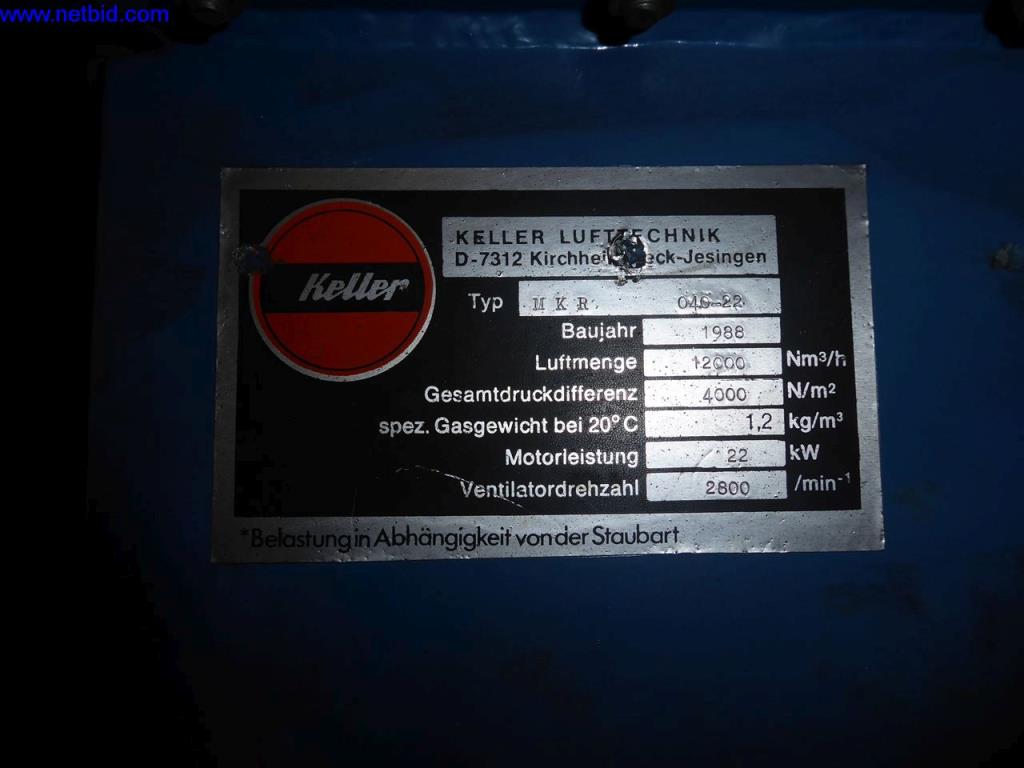 www.netbid.com
Keller
KELLER LUFTTECHNIK
D-7312 Kirchheim-Teck-Jesingen
Typ MKR 040-22
Baujahr 1988
Luftmenge 12000 Nm³/h
Gesamtdruckdifferenz 4000 N/m²
spez. Gasgewicht bei 20°C 1,2 kg/m³
Motorleistung 22 kW
Ventilatordrehzahl 2800 /min⁻¹
*Belastung in Abhängigkeit von der Staubart